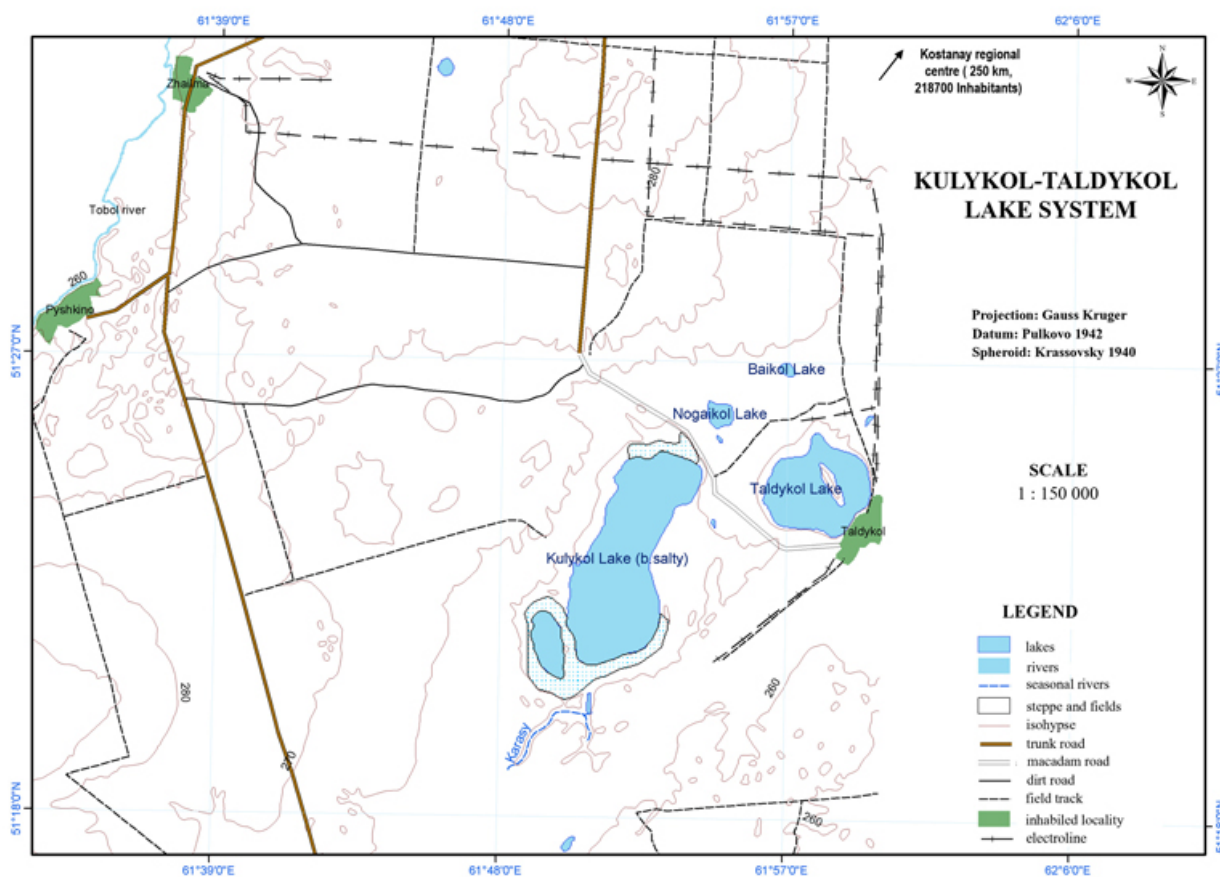 61°39'0"E 61°48'0"E 61°57'0"E 62°6'0"E
Kostanay regional
centre ( 250 km,
218700 Inhabitants)
N
W E
S
Zhailma
KULYKOL-TALDYKOL
LAKE SYSTEM
280
Tobol river
260
Pyshkino
Projection: Gauss Kruger
Datum: Pulkovo 1942
Spheroid: Krassovsky 1940
51°27'0"N
Baikol Lake
Nogaikol Lake
SCALE
1 : 150 000
Taldykol Lake
Taldykol
Kulykol Lake (b.salty)
LEGEND
lakes
rivers
seasonal rivers
steppe and fields
isohypse
trunk road
macadam road
dirt road
field track
inhabiled locality
electroline
260
260
Karasy
51°18'0"N
260
61°39'0"E 61°48'0"E 61°57'0"E 62°6'0"E